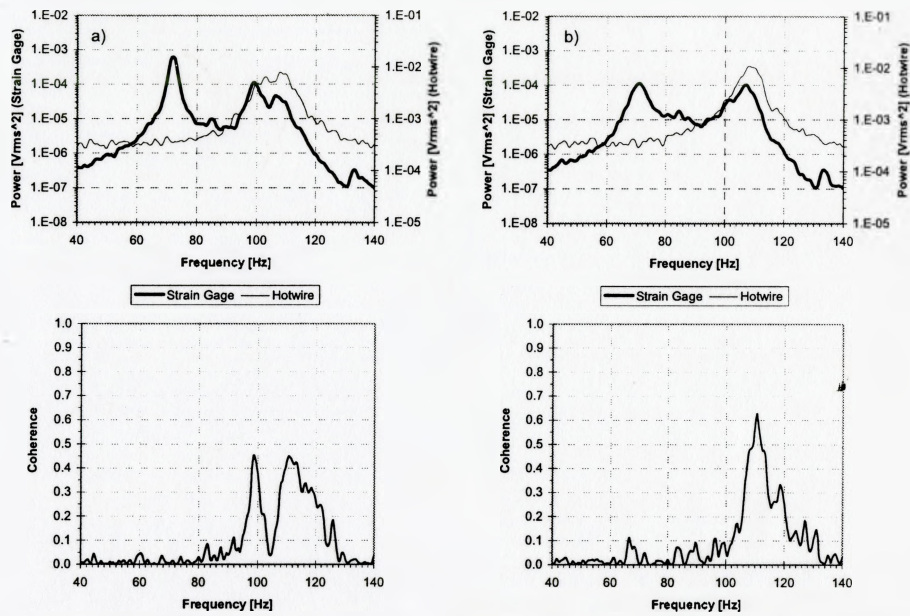 a)
Power [Vrms^2] (Strain Gage)
1.E-02
1.E-03
1.E-04
1.E-05
1.E-06
1.E-07
1.E-08
1.E-01
1.E-02
1.E-03
1.E-04
1.E-05
Power [Vrms^2] (Hotwire)
40 60 80 100 120 140
Frequency [Hz]
Strain Gage Hotwire
b)
Power [Vrms^2] (Strain Gage)
1.E-02
1.E-03
1.E-04
1.E-05
1.E-06
1.E-07
1.E-08
1.E-01
1.E-02
1.E-03
1.E-04
1.E-05
Power [Vrms^2] (Hotwire)
40 60 80 100 120 140
Frequency [Hz]
Strain Gage Hotwire
Coherence
1.0
0.9
0.8
0.7
0.6
0.5
0.4
0.3
0.2
0.1
0.0
40 60 80 100 120 140
Frequency [Hz]
Coherence
1.0
0.9
0.8
0.7
0.6
0.5
0.4
0.3
0.2
0.1
0.0
40 60 80 100 120 140
Frequency [Hz]